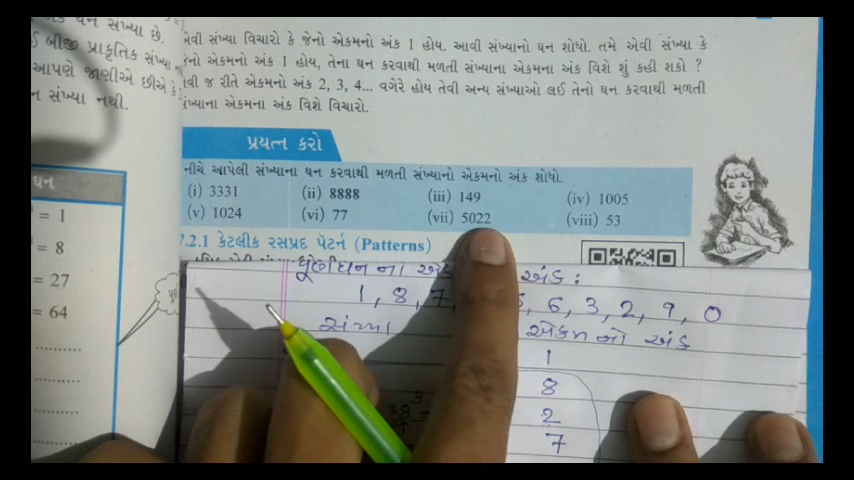 ઘન સંખ્યા છે.
બીજી પ્રાકૃતિક સંખ્યા
આપણે જાણીએ છીએ કે
ન સંખ્યા નથી.
એવી સંખ્યા વિચારો કે જેનો એકમનો અંક 1 હોય. આવી સંખ્યાનો ઘન શોધો. તમે એવી સંખ્યા કે
જેનો એકમનો અંક 1 હોય, તેના ઘન કરવાથી મળતી સંખ્યાના એકમના અંક વિશે શું કહી શકો ?
આવી જ રીતે એકમનો અંક 2, 3, 4... વગેરે હોય તેવી અન્ય સંખ્યાઓ લઈ તેનો ઘન કરવાથી મળતી
સંખ્યાના એકમના અંક વિશે વિચારો.
પ્રયત્ન કરો
નીચે આપેલી સંખ્યાના ઘન કરવાથી મળતી સંખ્યાનો એકમનો અંક શોધો.
(i) 3331 (ii) 8888 (iii) 149 (iv) 1005
(v) 1024 (vi) 77 (vii) 5022 (viii) 53
7.2.1 કેટલીક રસપ્રદ પૅટર્ન (Patterns)
ઘન
= 1
= 8
= 27
= 64
પૂર્ણઘન ના અંક :
1, 8, 7, 6, 3, 2, 9, 0
સંખ્યા એકમ નો અંક
1
8
2
7